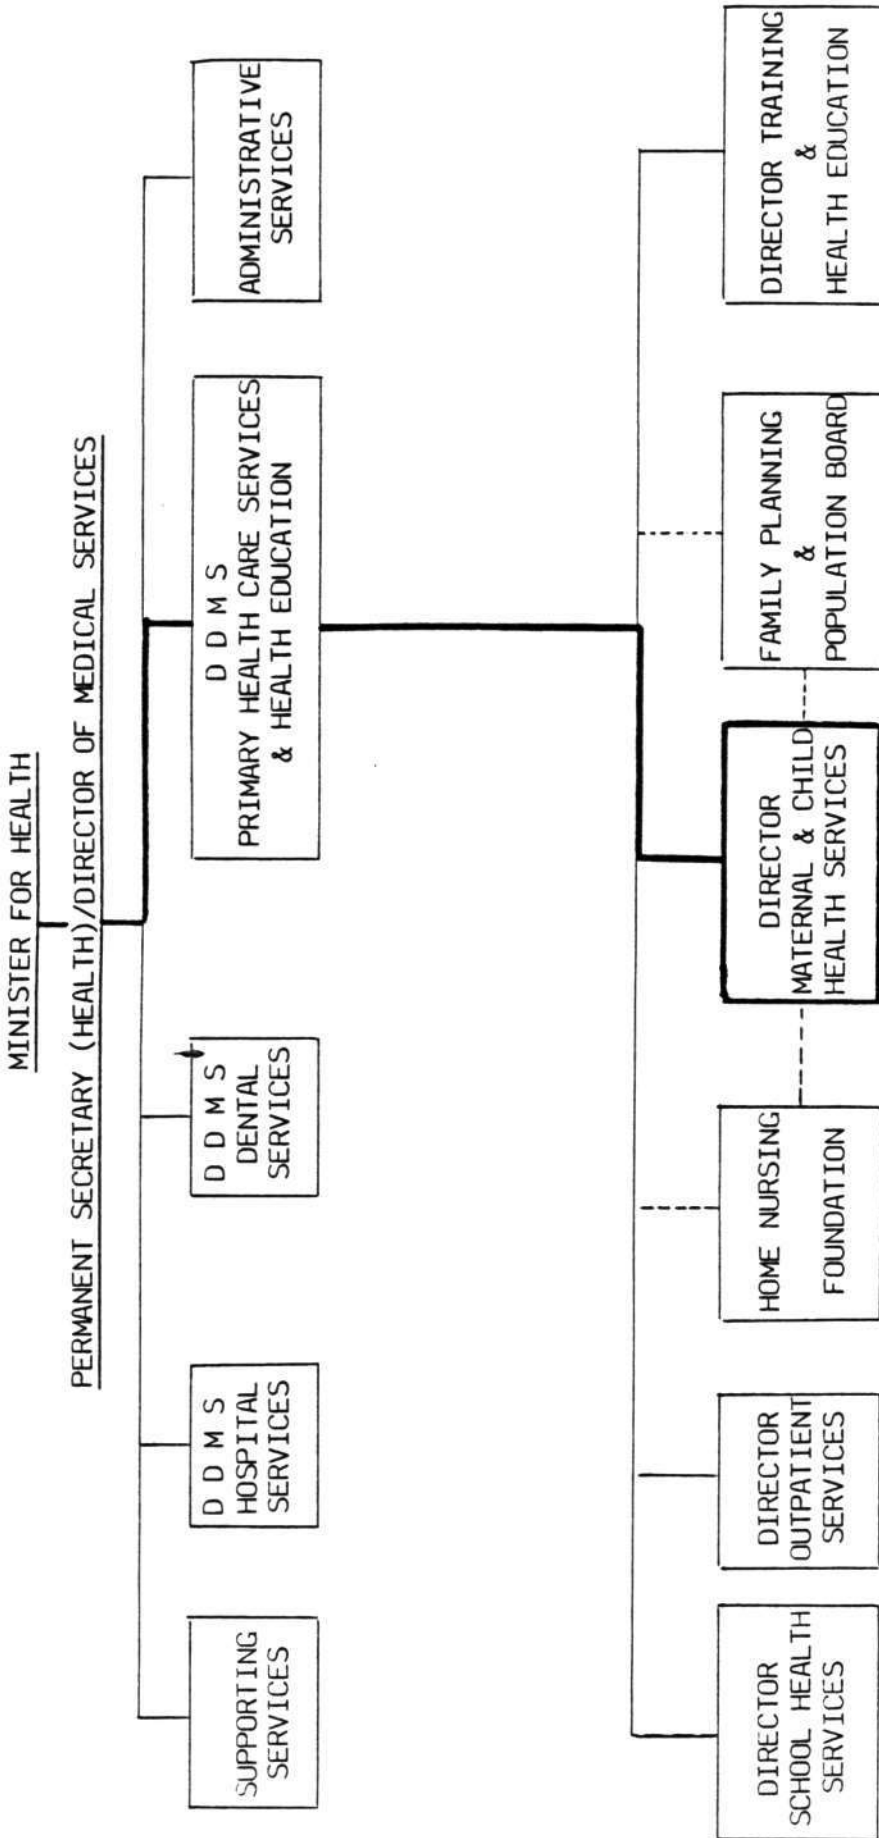 MINISTER FOR HEALTH
PERMANENT SECRETARY (HEALTH)/DIRECTOR OF MEDICAL SERVICES
SUPPORTING
SERVICES
D D M S
HOSPITAL
SERVICES
D D M S
DENTAL
SERVICES
D D M S
PRIMARY HEALTH CARE SERVICES
& HEALTH EDUCATION
ADMINISTRATIVE
SERVICES
DIRECTOR
SCHOOL HEALTH
SERVICES
DIRECTOR
OUTPATIENT
SERVICES
HOME NURSING
FOUNDATION
DIRECTOR
MATERNAL & CHILD
HEALTH SERVICES
FAMILY PLANNING
&
POPULATION BOARD
DIRECTOR TRAINING
&
HEALTH EDUCATION